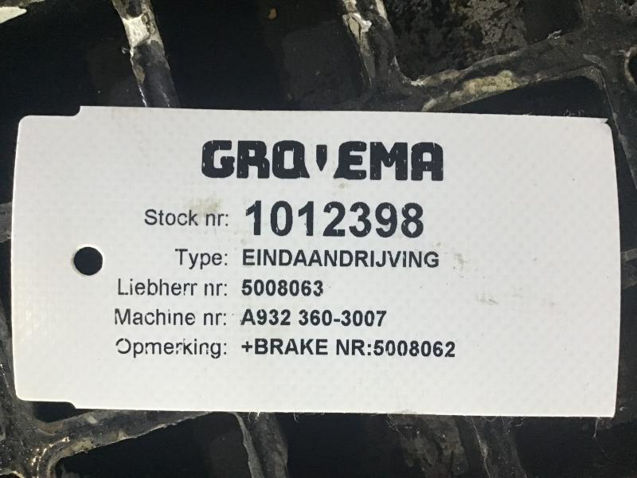 GROVEMA
Stock nr: 1012398
Type: EINDAANDRIJVING
Liebherr nr: 5008063
Machine nr: A932 360-3007
Opmerking: +BRAKE NR:5008062